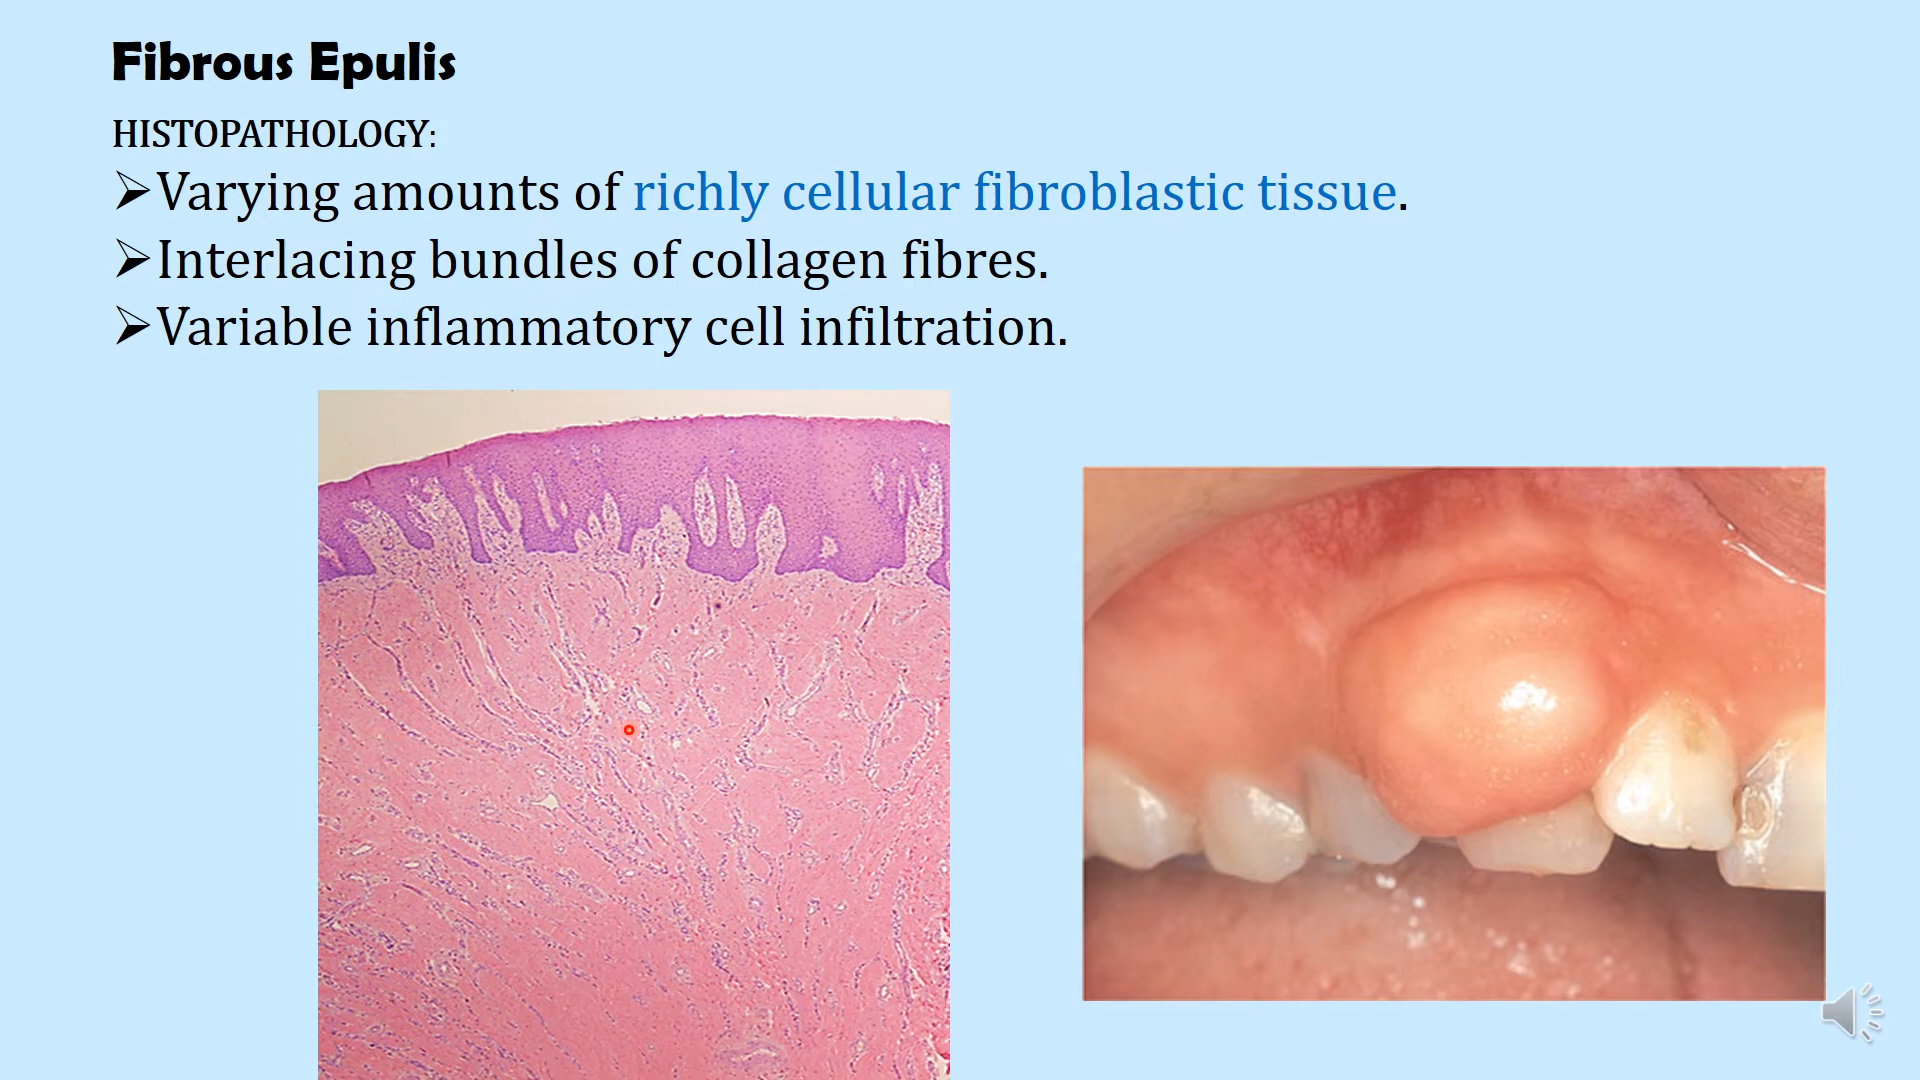 Fibrous Epulis
HISTOPATHOLOGY:
➢Varying amounts of richly cellular fibroblastic tissue.
➢Interlacing bundles of collagen fibres.
➢Variable inflammatory cell infiltration.